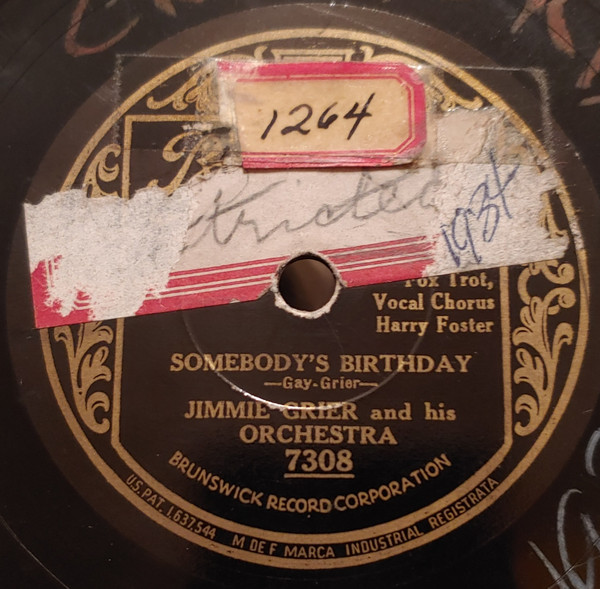 1264
1934
Fox Trot,
Vocal Chorus
Harry Foster
SOMEBODY'S BIRTHDAY
—Gay-Grier—
JIMMIE GRIER and his
ORCHESTRA
7308
BRUNSWICK RECORD CORPORATION
U.S. PAT. 1,637,544 M DE F MARCA INDUSTRIAL REGISTRATA